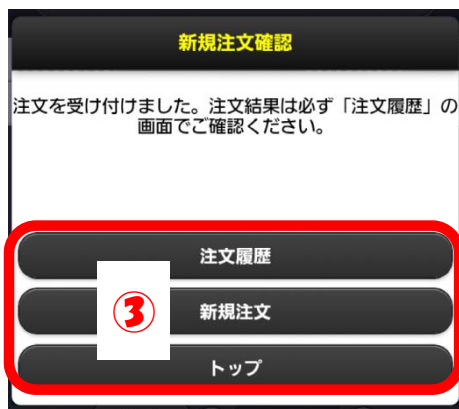 新規注文確認
注文を受け付けました。注文結果は必ず「注文履歴」の
画面でご確認ください。
注文履歴
③
新規注文
トップ